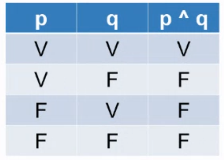 p q p ^ q
V V V
V F F
F V F
F F F